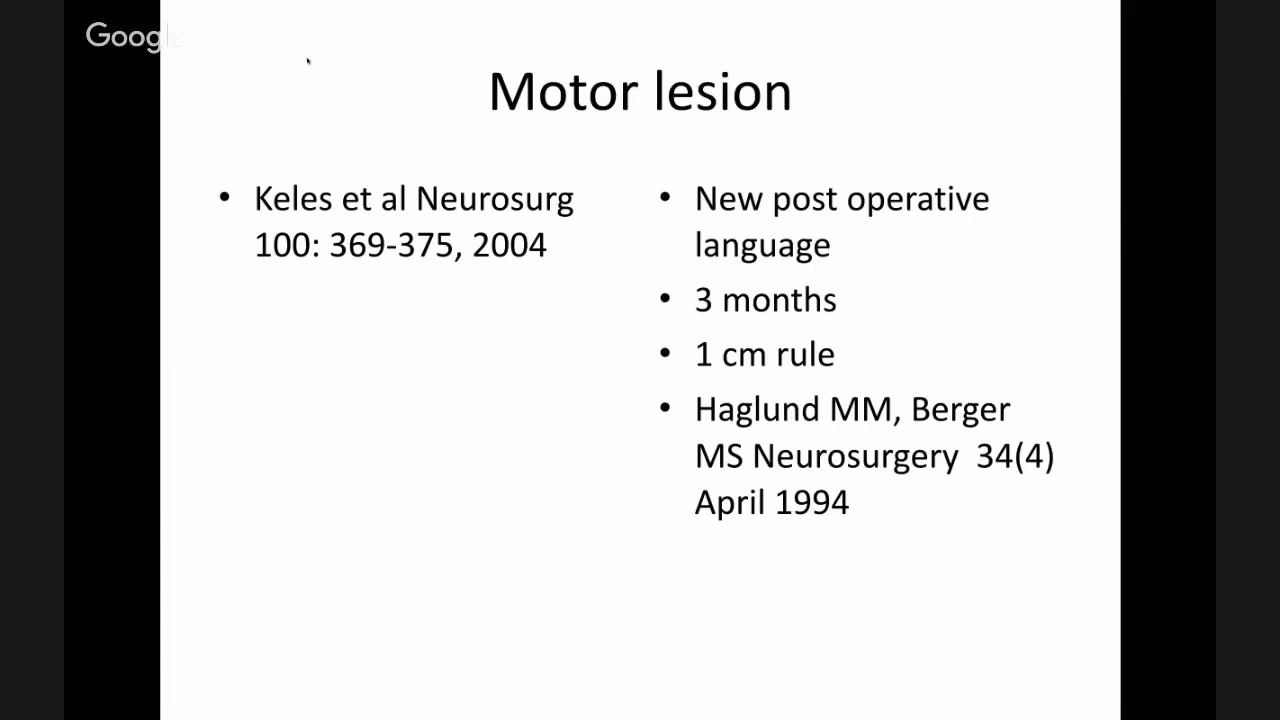 Google
Motor lesion
• Keles et al Neurosurg
100: 369-375, 2004
• New post operative
language
• 3 months
• 1 cm rule
• Haglund MM, Berger
MS Neurosurgery 34(4)
April 1994